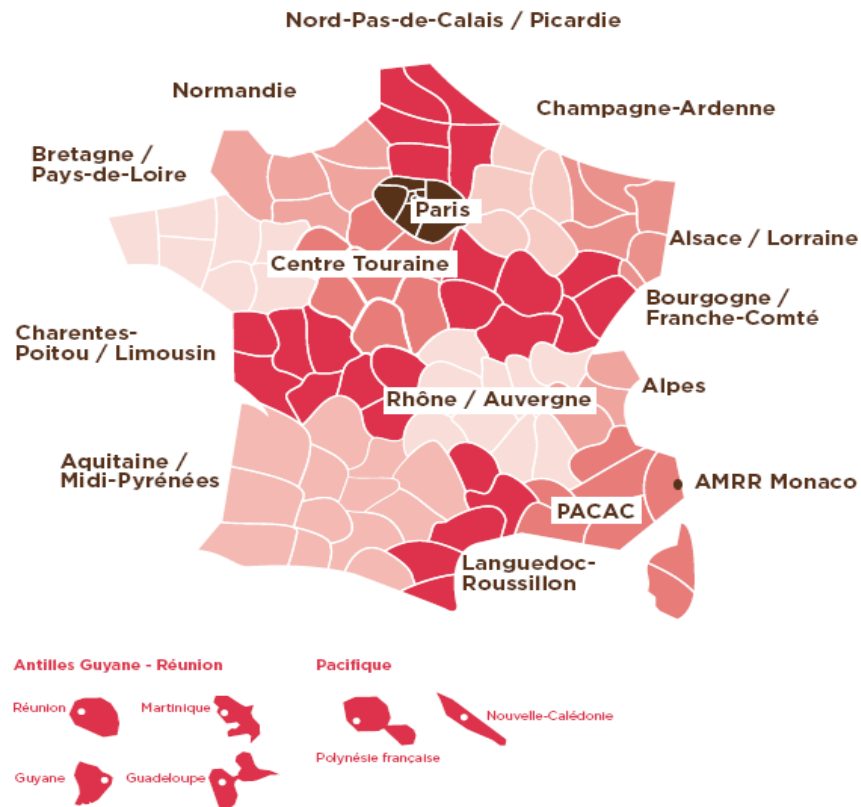 Nord-Pas-de-Calais / Picardie
Normandie
Champagne-Ardenne
Bretagne /
Pays-de-Loire
Paris
Alsace / Lorraine
Centre Touraine
Bourgogne /
Franche-Comté
Charentes-
Poitou / Limousin
Alpes
Rhône / Auvergne
Aquitaine /
Midi-Pyrénées
AMRR Monaco
PACAC
Languedoc-
Roussillon
Antilles Guyane - Réunion
Pacifique
Réunion
Martinique
Nouvelle-Calédonie
Polynésie française
Guyane
Guadeloupe